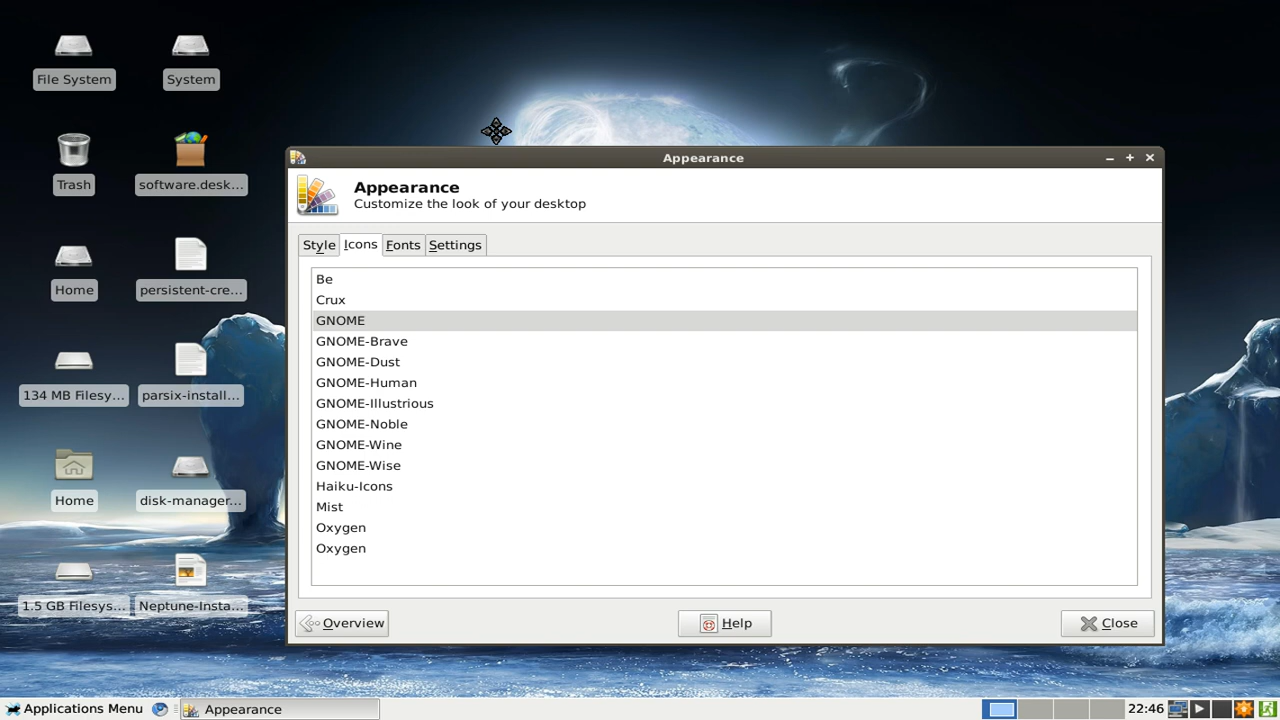 File System
System
Trash
software.desk...
Home
persistent-cre...
134 MB Filesy...
parsix-install...
Home
disk-manager...
1.5 GB Filesys...
Neptune-Insta...
Appearance
Appearance
Customize the look of your desktop
Style Icons Fonts Settings
Be
Crux
GNOME
GNOME-Brave
GNOME-Dust
GNOME-Human
GNOME-Illustrious
GNOME-Noble
GNOME-Wine
GNOME-Wise
Haiku-Icons
Mist
Oxygen
Oxygen
Overview Help Close
Applications Menu Appearance 22:46